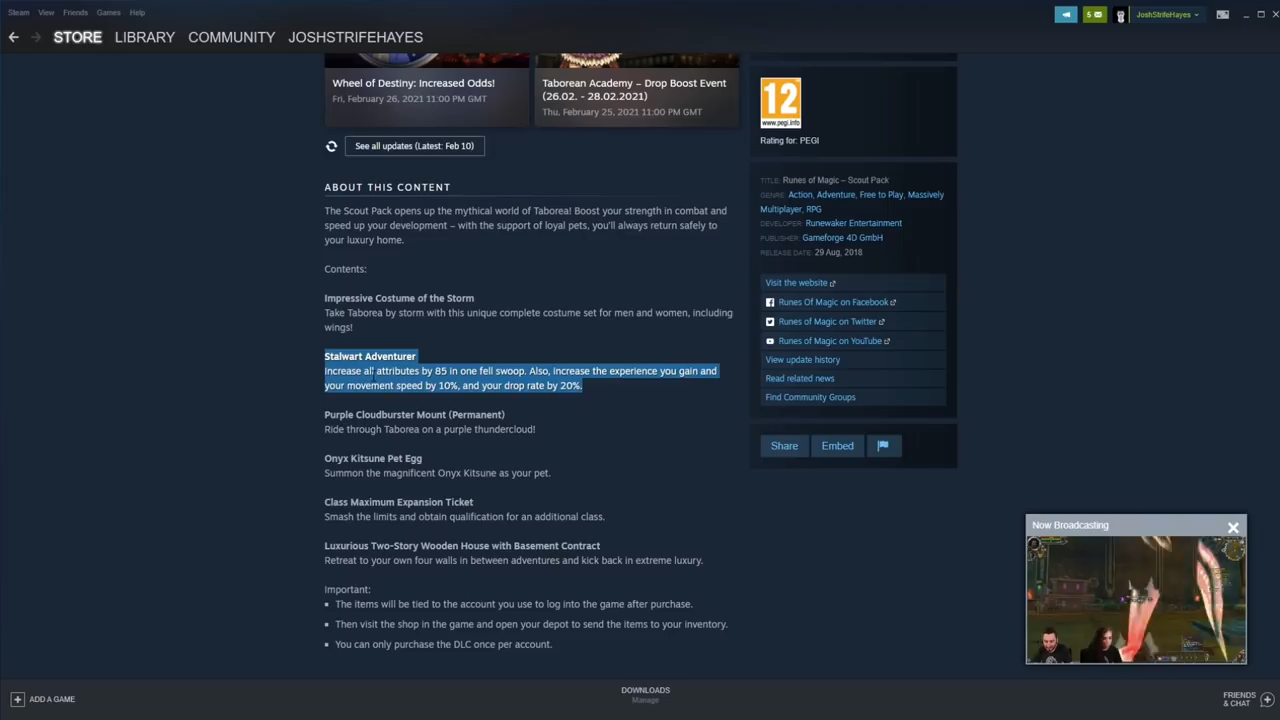 Steam View Friends Games Help
5
JoshStrifeHayes
STORE LIBRARY COMMUNITY JOSHSTRIFEHAYES
Wheel of Destiny: Increased Odds!
Fri, February 26, 2021 11:00 PM GMT
Taborean Academy – Drop Boost Event
(26.02. - 28.02.2021)
Thu, February 25, 2021 11:00 PM GMT
See all updates (Latest: Feb 10)
ABOUT THIS CONTENT
The Scout Pack opens up the mythical world of Taborea! Boost your strength in combat and
speed up your development – with the support of loyal pets, you'll always return safely to
your luxury home.
Contents:
Impressive Costume of the Storm
Take Taborea by storm with this unique complete costume set for men and women, including
wings!
Stalwart Adventurer
Increase all attributes by 85 in one fell swoop. Also, increase the experience you gain and
your movement speed by 10%, and your drop rate by 20%.
Purple Cloudburster Mount (Permanent)
Ride through Taborea on a purple thundercloud!
Onyx Kitsune Pet Egg
Summon the magnificent Onyx Kitsune as your pet.
Class Maximum Expansion Ticket
Smash the limits and obtain qualification for an additional class.
Luxurious Two-Story Wooden House with Basement Contract
Retreat to your own four walls in between adventures and kick back in extreme luxury.
Important:
The items will be tied to the account you use to log into the game after purchase.
Then visit the shop in the game and open your depot to send the items to your inventory.
You can only purchase the DLC once per account.
12
www.pegi.info
Rating for: PEGI
TITLE: Runes of Magic – Scout Pack
GENRE: Action, Adventure, Free to Play, Massively
Multiplayer, RPG
DEVELOPER: Runewaker Entertainment
PUBLISHER: Gameforge 4D GmbH
RELEASE DATE: 29 Aug, 2018
Visit the website
Runes Of Magic on Facebook
Runes of Magic on Twitter
Runes of Magic on YouTube
View update history
Read related news
Find Community Groups
Share Embed
Now Broadcasting
ADD A GAME
DOWNLOADS
Manage
FRIENDS
& CHAT